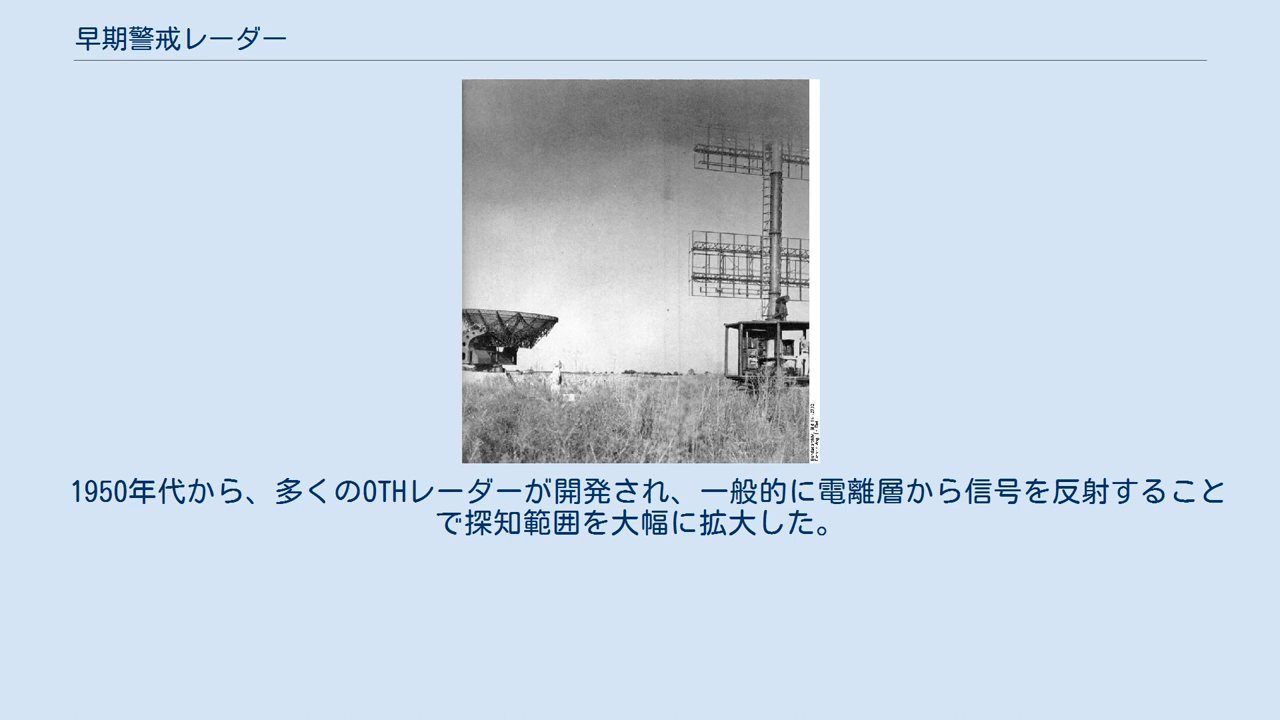 早期警戒レーダー
1950年代から、多くのOTHレーダーが開発され、一般的に電離層から信号を反射すること
で探知範囲を大幅に拡大した。